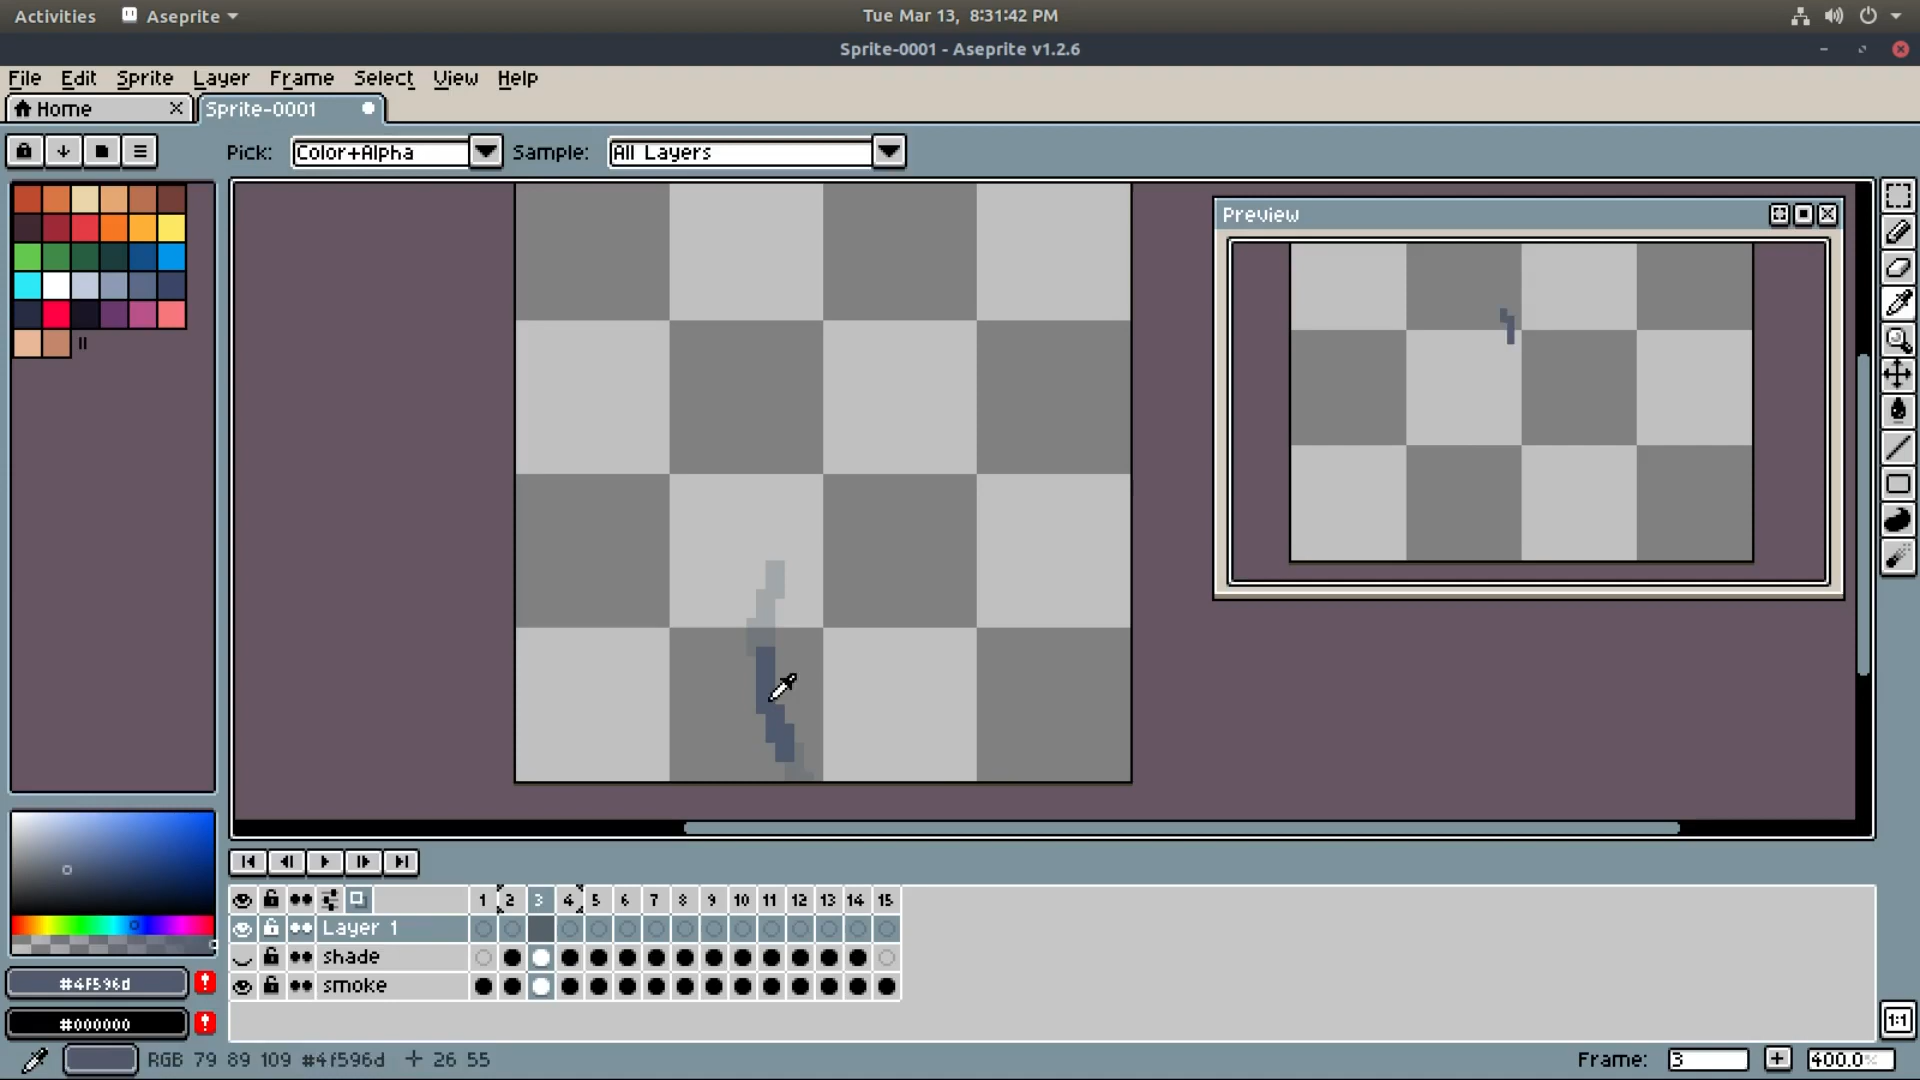 Activities Aseprite Tue Mar 13, 8:31:42 PM
Sprite-0001 - Aseprite v1.2.6
File Edit Sprite Layer Frame Select View Help
Home Sprite-0001
Pick: Color+Alpha Sample: All Layers
Preview
1 2 3 4 5 6 7 8 9 10 11 12 13 14 15
Layer 1
shade
smoke
#4F596d
#000000
1:1
RGB 79 89 109 #4f596d 26 55 Frame: 3 400.0%